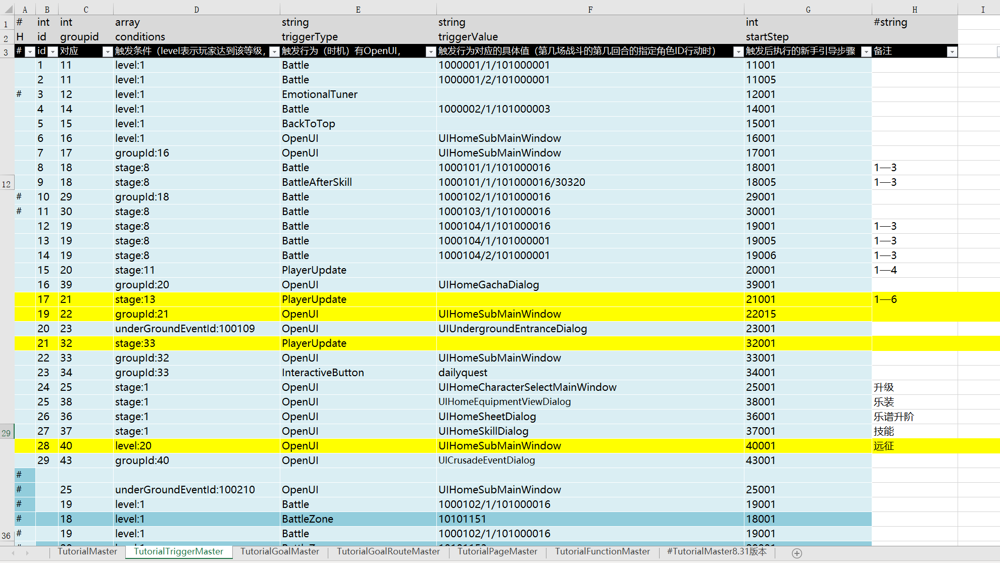 A B C D E F G H I
1 # int int array string string int #string
2 H id groupid conditions triggerType triggerValue startStep
3 # id 对应 触发条件（level表示玩家达到该等级， 触发行为（时机）有OpenUI， 触发行为对应的具体值（第几场战斗的第几回合的指定角色ID行动时） 触发后执行的新手引导步骤 备注
1 11 level:1 Battle 1000001/1/101000001 11001
2 11 level:1 Battle 1000001/2/101000001 11005
# 3 12 level:1 EmotionalTuner 12001
4 14 level:1 Battle 1000002/1/101000003 14001
5 15 level:1 BackToTop 15001
6 16 level:1 OpenUI UIHomeSubMainWindow 16001
7 17 groupId:16 OpenUI UIHomeSubMainWindow 17001
8 18 stage:8 Battle 1000101/1/101000016 18001 1—3
12 9 18 stage:8 BattleAfterSkill 1000101/1/101000016/30320 18005 1—3
# 10 29 groupId:18 Battle 1000102/1/101000016 29001
# 11 30 stage:8 Battle 1000103/1/101000016 30001
12 19 stage:8 Battle 1000104/1/101000016 19001 1—3
13 19 stage:8 Battle 1000104/1/101000001 19005 1—3
14 19 stage:8 Battle 1000104/2/101000001 19006 1—3
15 20 stage:11 PlayerUpdate 20001 1—4
16 39 groupId:20 OpenUI UIHomeGachaDialog 39001
17 21 stage:13 PlayerUpdate 21001 1—6
19 22 groupId:21 OpenUI UIHomeSubMainWindow 22015
20 23 underGroundEventId:100109 OpenUI UIUndergroundEntranceDialog 23001
21 32 stage:33 PlayerUpdate 32001
22 33 groupId:32 OpenUI UIHomeSubMainWindow 33001
23 34 groupId:33 InteractiveButton dailyquest 34001
24 25 stage:1 OpenUI UIHomeCharacterSelectMainWindow 25001 升级
25 38 stage:1 OpenUI UIHomeEquipmentViewDialog 38001 乐装
26 36 stage:1 OpenUI UIHomeSheetDialog 36001 乐谱升阶
29 27 37 stage:1 OpenUI UIHomeSkillDialog 37001 技能
28 40 level:20 OpenUI UIHomeSubMainWindow 40001 远征
29 43 groupId:40 OpenUI UICrusadeEventDialog 43001
#
# 25 underGroundEventId:100210 OpenUI UIHomeSubMainWindow 25001
# 19 level:1 Battle 1000102/1/101000016 19001
# 18 level:1 BattleZone 10101151 18001
36 # 19 level:1 Battle 1000102/1/101000016 19001
TutorialMaster TutorialTriggerMaster TutorialGoalMaster TutorialGoalRouteMaster TutorialPageMaster TutorialFunctionMaster #TutorialMaster8.31版本